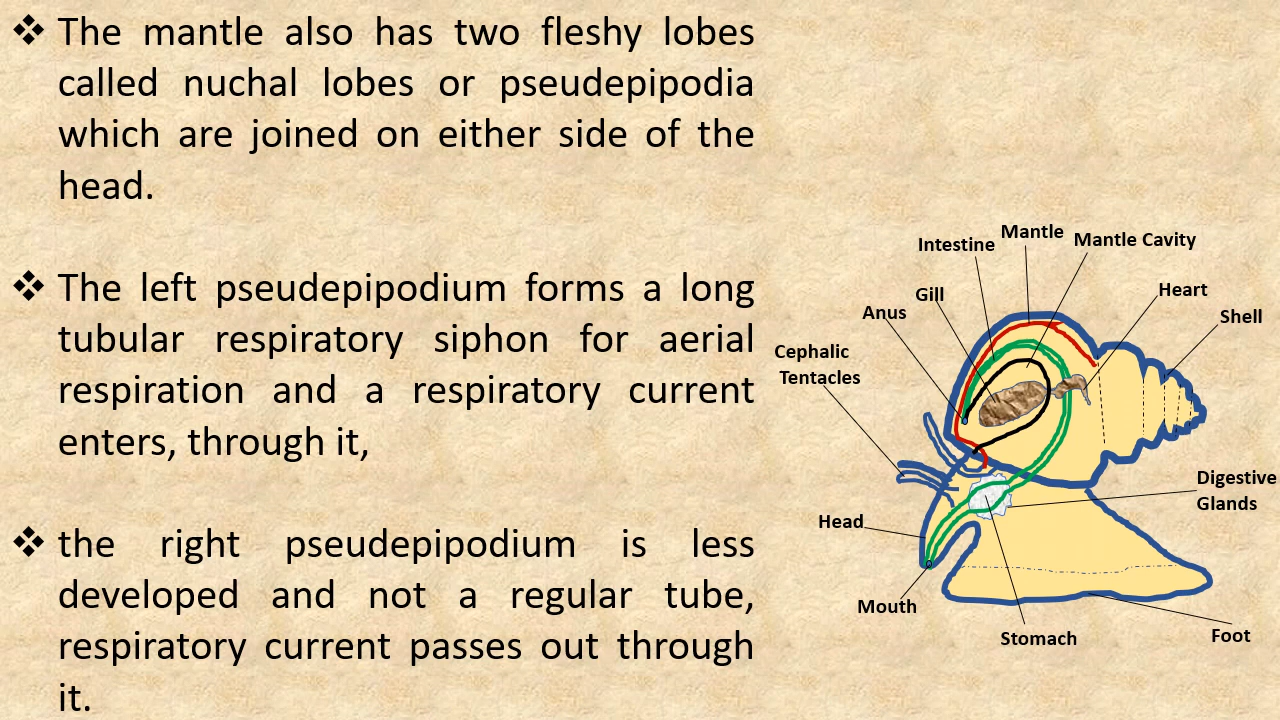 ❖ The mantle also has two fleshy lobes
called nuchal lobes or pseudepipodia
which are joined on either side of the
head.
❖ The left pseudepipodium forms a long
tubular respiratory siphon for aerial
respiration and a respiratory current
enters, through it,
❖ the right pseudepipodium is less
developed and not a regular tube,
respiratory current passes out through
it.
Mantle
Intestine
Mantle Cavity
Gill
Heart
Anus
Shell
Cephalic
Tentacles
Digestive
Glands
Head
Mouth
Stomach
Foot